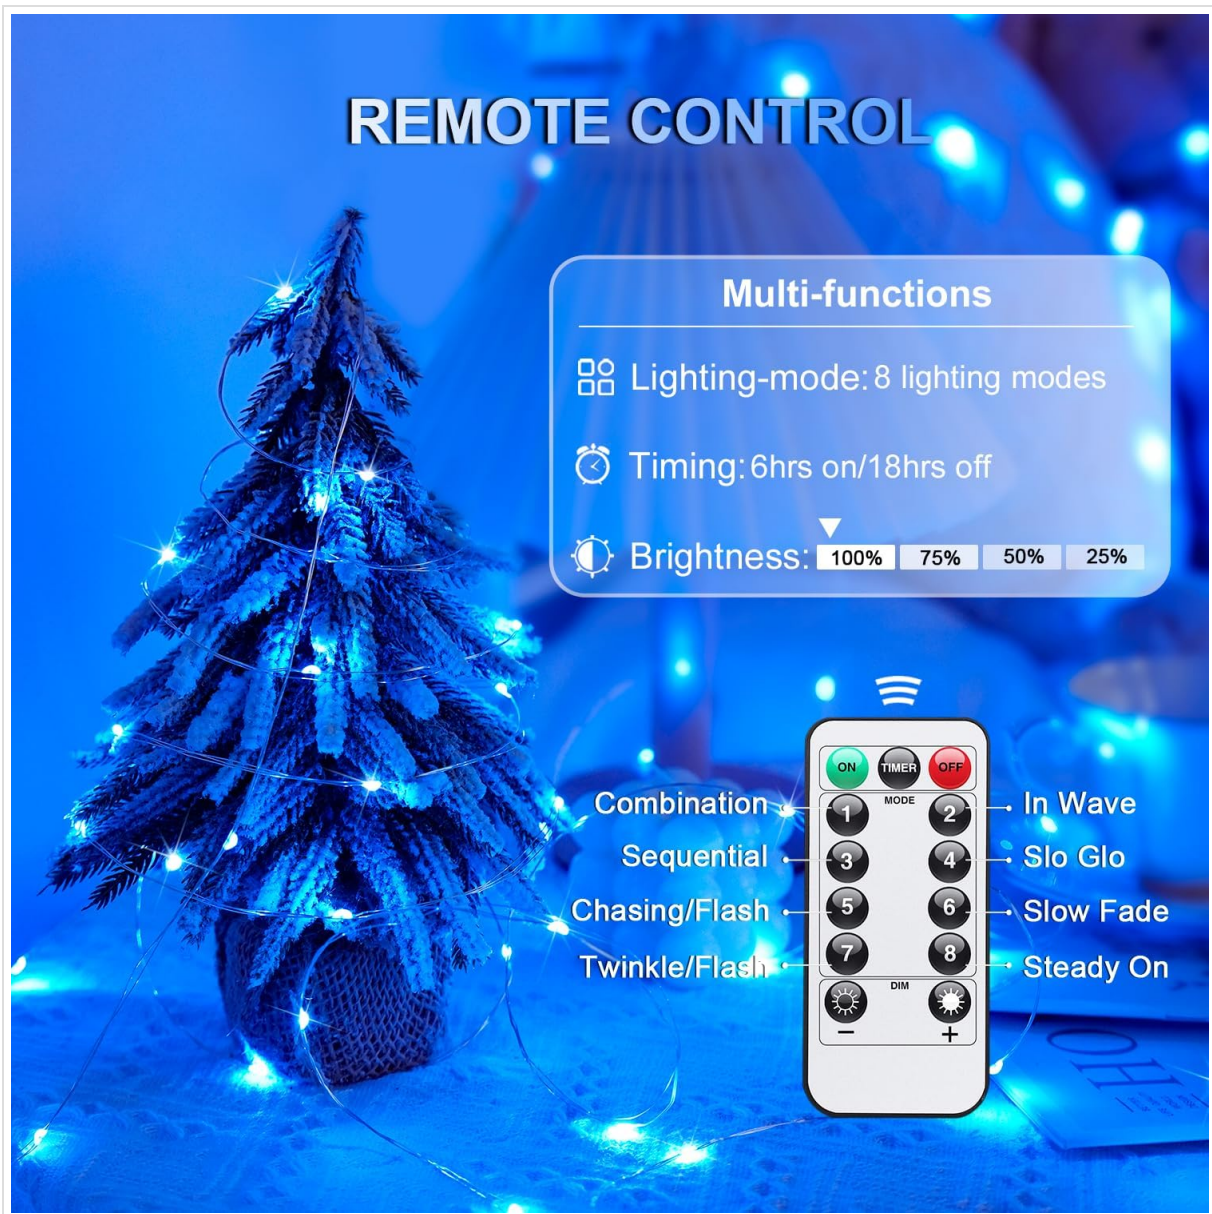 REMOTE CONTROL
Multi-functions
Lighting-mode: 8 lighting modes
Timing: 6hrs on/18hrs off
Brightness: 100% 75% 50% 25%
ON TIMER OFF
MODE
Combination 1 2 In Wave
Sequential 3 4 Slo Glo
Chasing/Flash 5 6 Slow Fade
Twinkle/Flash 7 8 Steady On
DIM
− +
OH